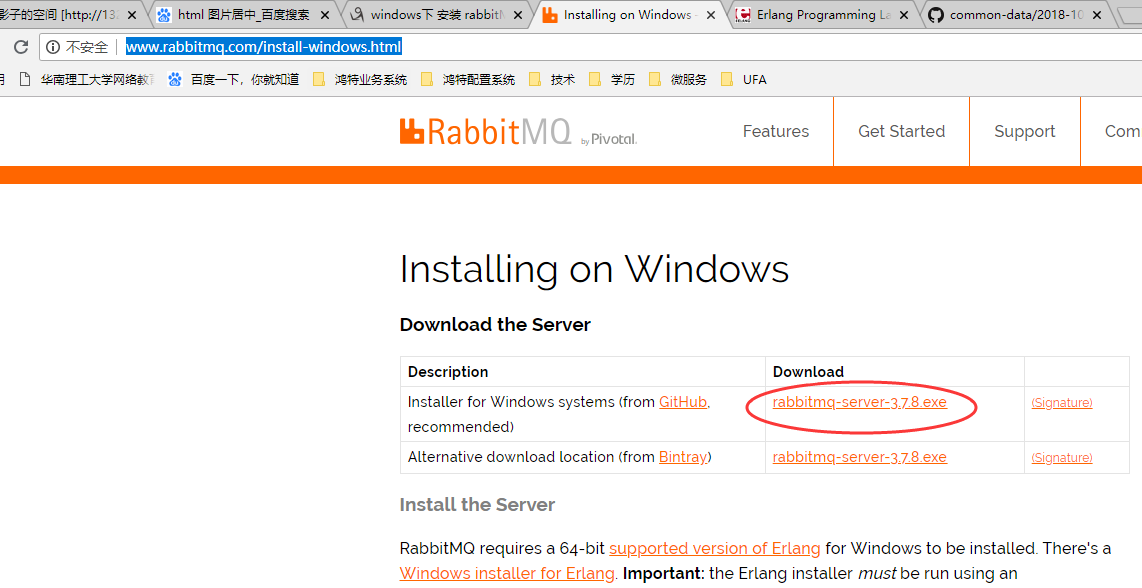 影子的空间 [http://132
html 图片居中_百度搜索
windows下 安装 rabbitM
Installing on Windows -
Erlang Programming La
common-data/2018-10
不安全
www.rabbitmq.com/install-windows.html
华南理工大学网络教育
百度一下，你就知道
鸿特业务系统
鸿特配置系统
技术
学历
微服务
UFA
RabbitMQ by Pivotal.
Features
Get Started
Support
Com
Installing on Windows
Download the Server
Description
Download
Installer for Windows systems (from GitHub,
recommended)
rabbitmq-server-3.7.8.exe
(Signature)
Alternative download location (from Bintray)
rabbitmq-server-3.7.8.exe
(Signature)
Install the Server
RabbitMQ requires a 64-bit supported version of Erlang for Windows to be installed. There's a
Windows installer for Erlang. Important: the Erlang installer must be run using an